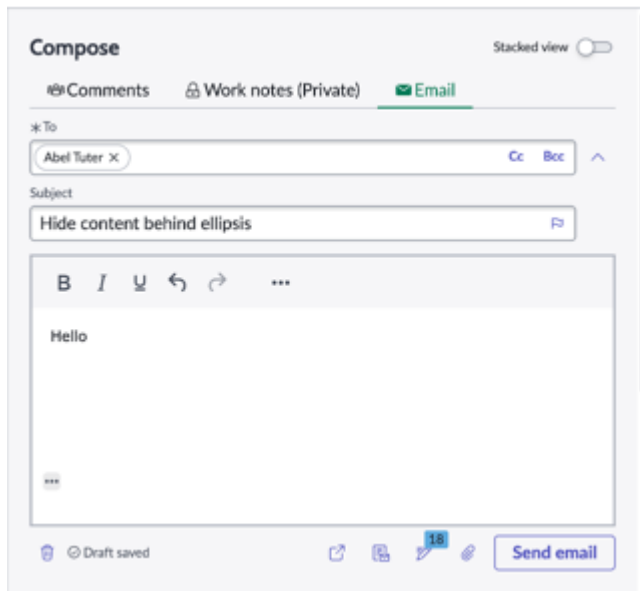 Compose
Stacked view
Comments Work notes (Private) Email
* To
Abel Tuter × Cc Bcc
Subject
Hide content behind ellipsis
B I U •••
Hello
•••
18
Draft saved Send email